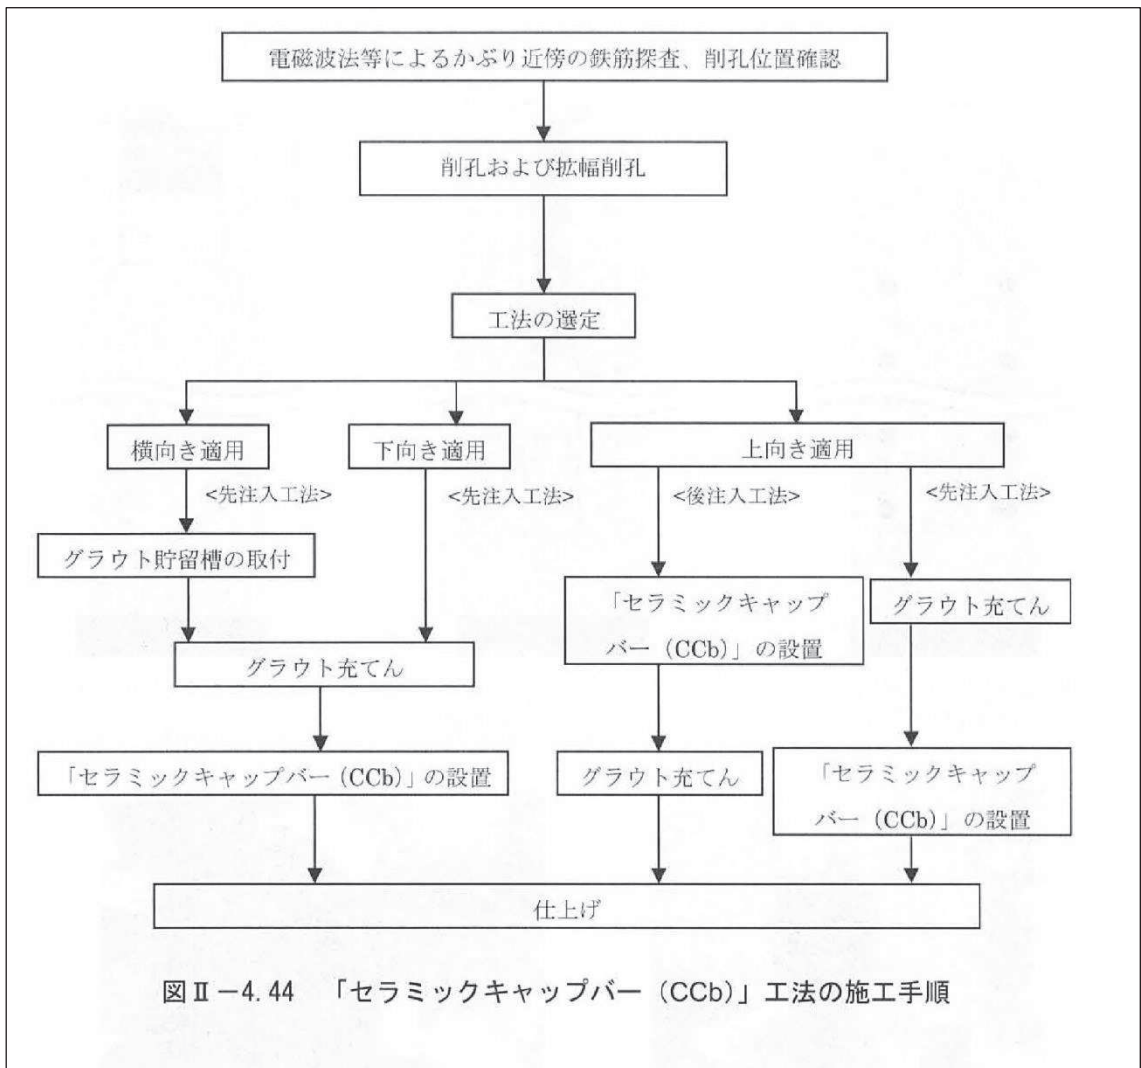 電磁波法等によるかぶり近傍の鉄筋探査、削孔位置確認
削孔および拡幅削孔
工法の選定
横向き適用
下向き適用
上向き適用
<先注入工法>
<先注入工法>
<後注入工法>
<先注入工法>
グラウト貯留槽の取付
「セラミックキャップ
バー（CCb）」の設置
グラウト充てん
グラウト充てん
「セラミックキャップバー（CCb）」の設置
グラウト充てん
「セラミックキャップ
バー（CCb）」の設置
仕上げ
図Ⅱ－4.44　「セラミックキャップバー（CCb）」工法の施工手順